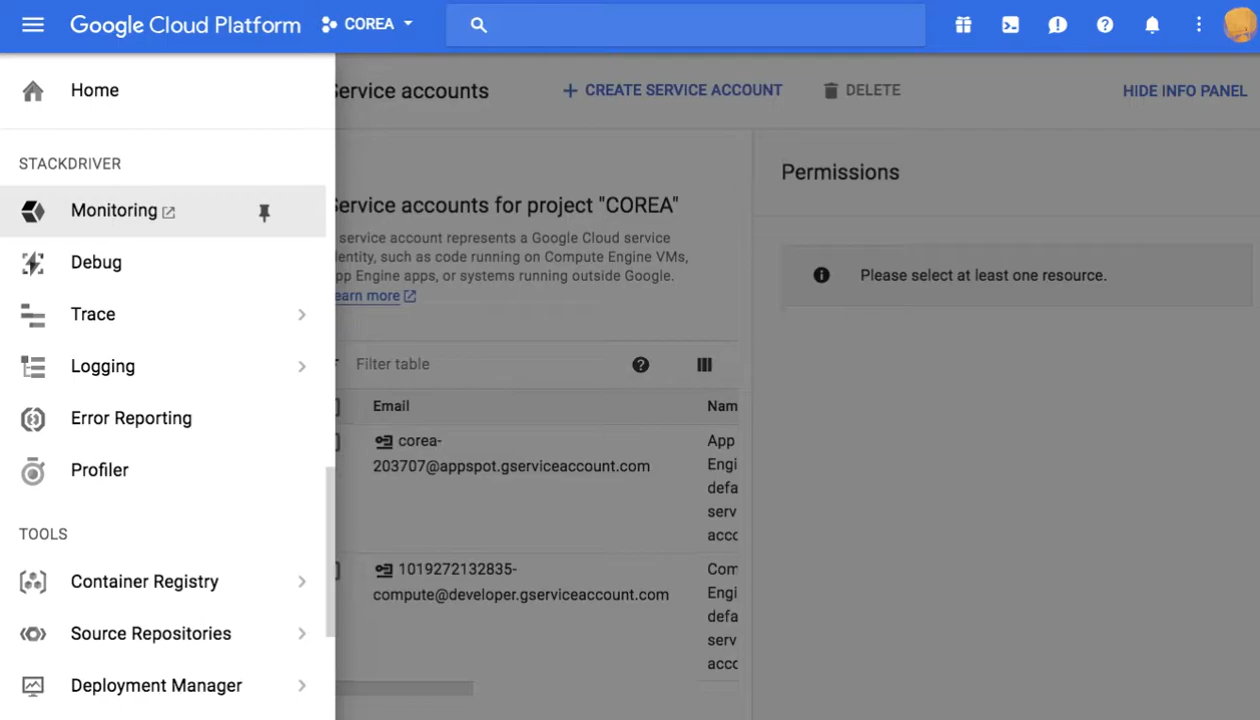 Google Cloud Platform
COREA
Home
STACKDRIVER
Monitoring
Debug
Trace
Logging
Error Reporting
Profiler
TOOLS
Container Registry
Source Repositories
Deployment Manager
Service accounts
CREATE SERVICE ACCOUNT
DELETE
HIDE INFO PANEL
Service accounts for project "COREA"
service account represents a Google Cloud service
dentity, such as code running on Compute Engine VMs,
pp Engine apps, or systems running outside Google.
earn more
Filter table
Email
Nam
corea-
203707@appspot.gserviceaccount.com
App
Engi
defa
serv
acco
1019272132835-
compute@developer.gserviceaccount.com
Com
Engi
defa
serv
acco
Permissions
Please select at least one resource.